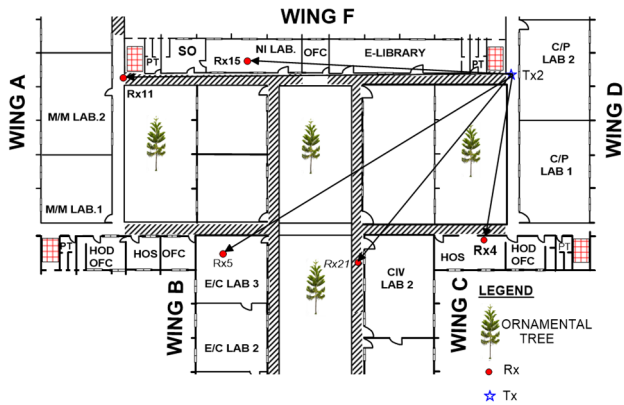 WING F
SO
NI LAB.
OFC
E-LIBRARY
PT
PT
Rx15
C/P
LAB 2
Tx2
WING A
Rx11
WING D
M/M LAB.2
C/P
LAB 1
M/M LAB.1
PT
HOD
OFC
HOS
OFC
Rx5
Rx21
Rx4
HOS
HOD
OFC
PT
E/C LAB 3
CIV
LAB 2
WING B
WING C
E/C LAB 2
LEGEND
ORNAMENTAL
TREE
Rx
Tx